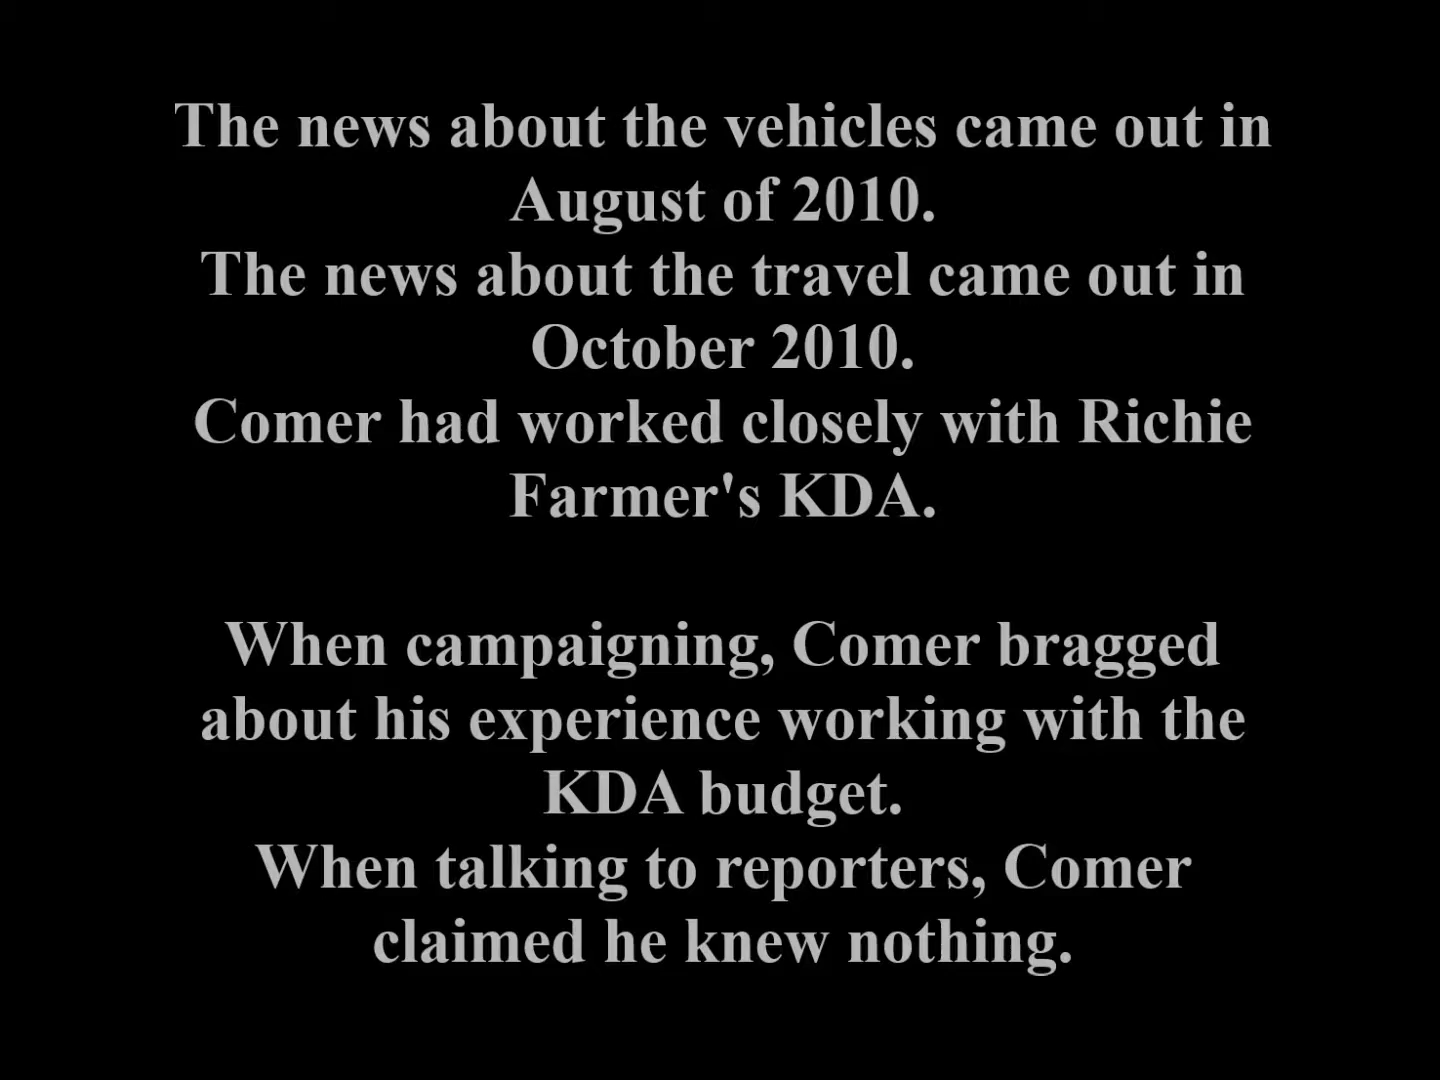 The news about the vehicles came out in
August of 2010.
The news about the travel came out in
October 2010.
Comer had worked closely with Richie
Farmer's KDA.
When campaigning, Comer bragged
about his experience working with the
KDA budget.
When talking to reporters, Comer
claimed he knew nothing.